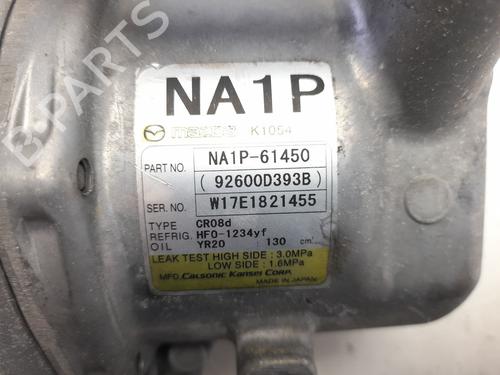 NA1P
mazda K1054
PART NO. NA1P-61450
(92600D393B)
SER.NO. W17E1821455
TYPE CR08d
REFRIG. HFO-1234yf
OIL YR20 130 cm³
LEAK TEST HIGH SIDE : 3.0MPa
LOW SIDE : 1.6MPa
MFD. CALSONIC KANSEI CORP.
MADE IN JAPAN
B-PARTS